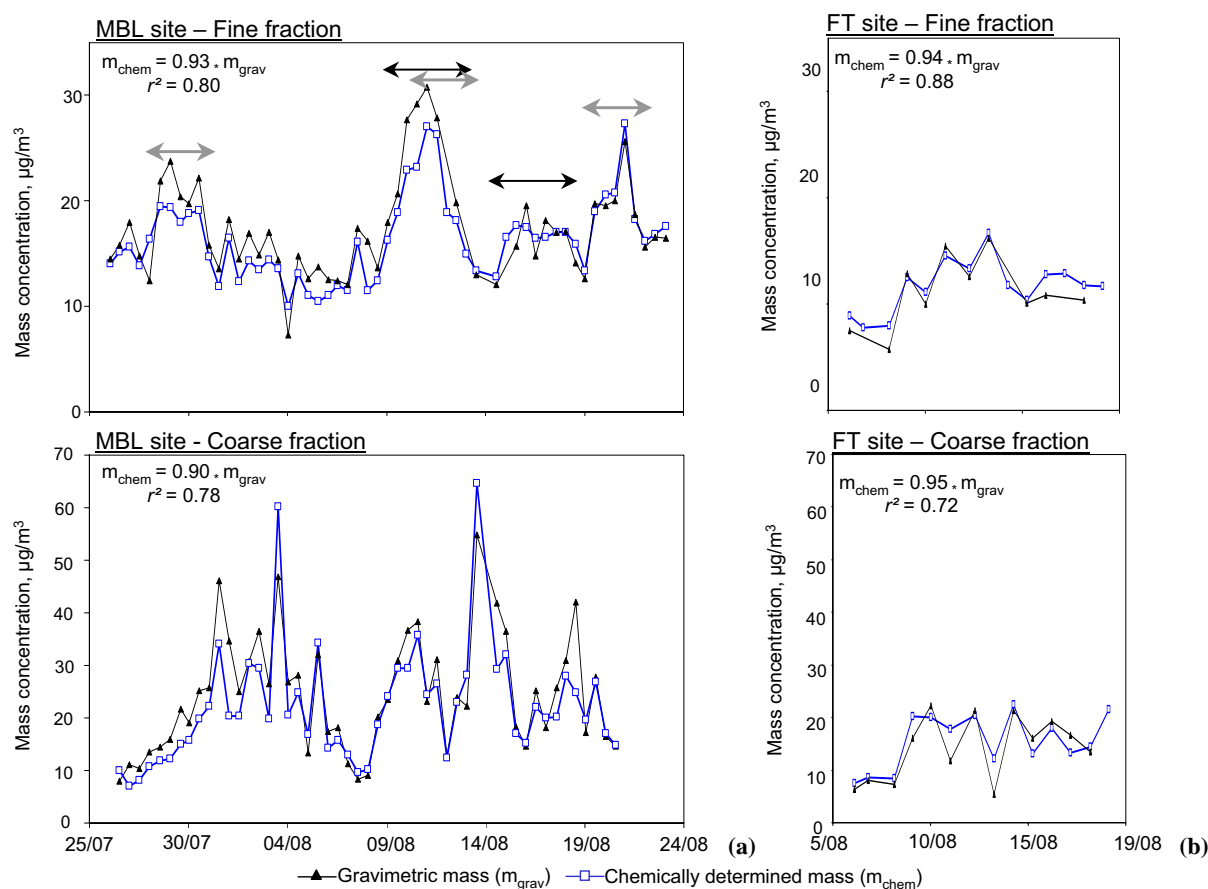 MBL site – Fine fraction
m_chem = 0.93 * m_grav
r² = 0.80
Mass concentration, µg/m³
30
20
10
0
FT site – Fine fraction
m_chem = 0.94 * m_grav
r² = 0.88
Mass concentration, µg/m³
30
20
10
0
MBL site - Coarse fraction
m_chem = 0.90 * m_grav
r² = 0.78
Mass concentration, µg/m³
70
60
50
40
30
20
10
0
25/07 30/07 04/08 09/08 14/08 19/08 24/08
(a)
FT site – Coarse fraction
m_chem = 0.95 * m_grav
r² = 0.72
Mass concentration, µg/m³
70
60
50
40
30
20
10
0
5/08 10/08 15/08 19/08
(b)
Gravimetric mass (m_grav) Chemically determined mass (m_chem)